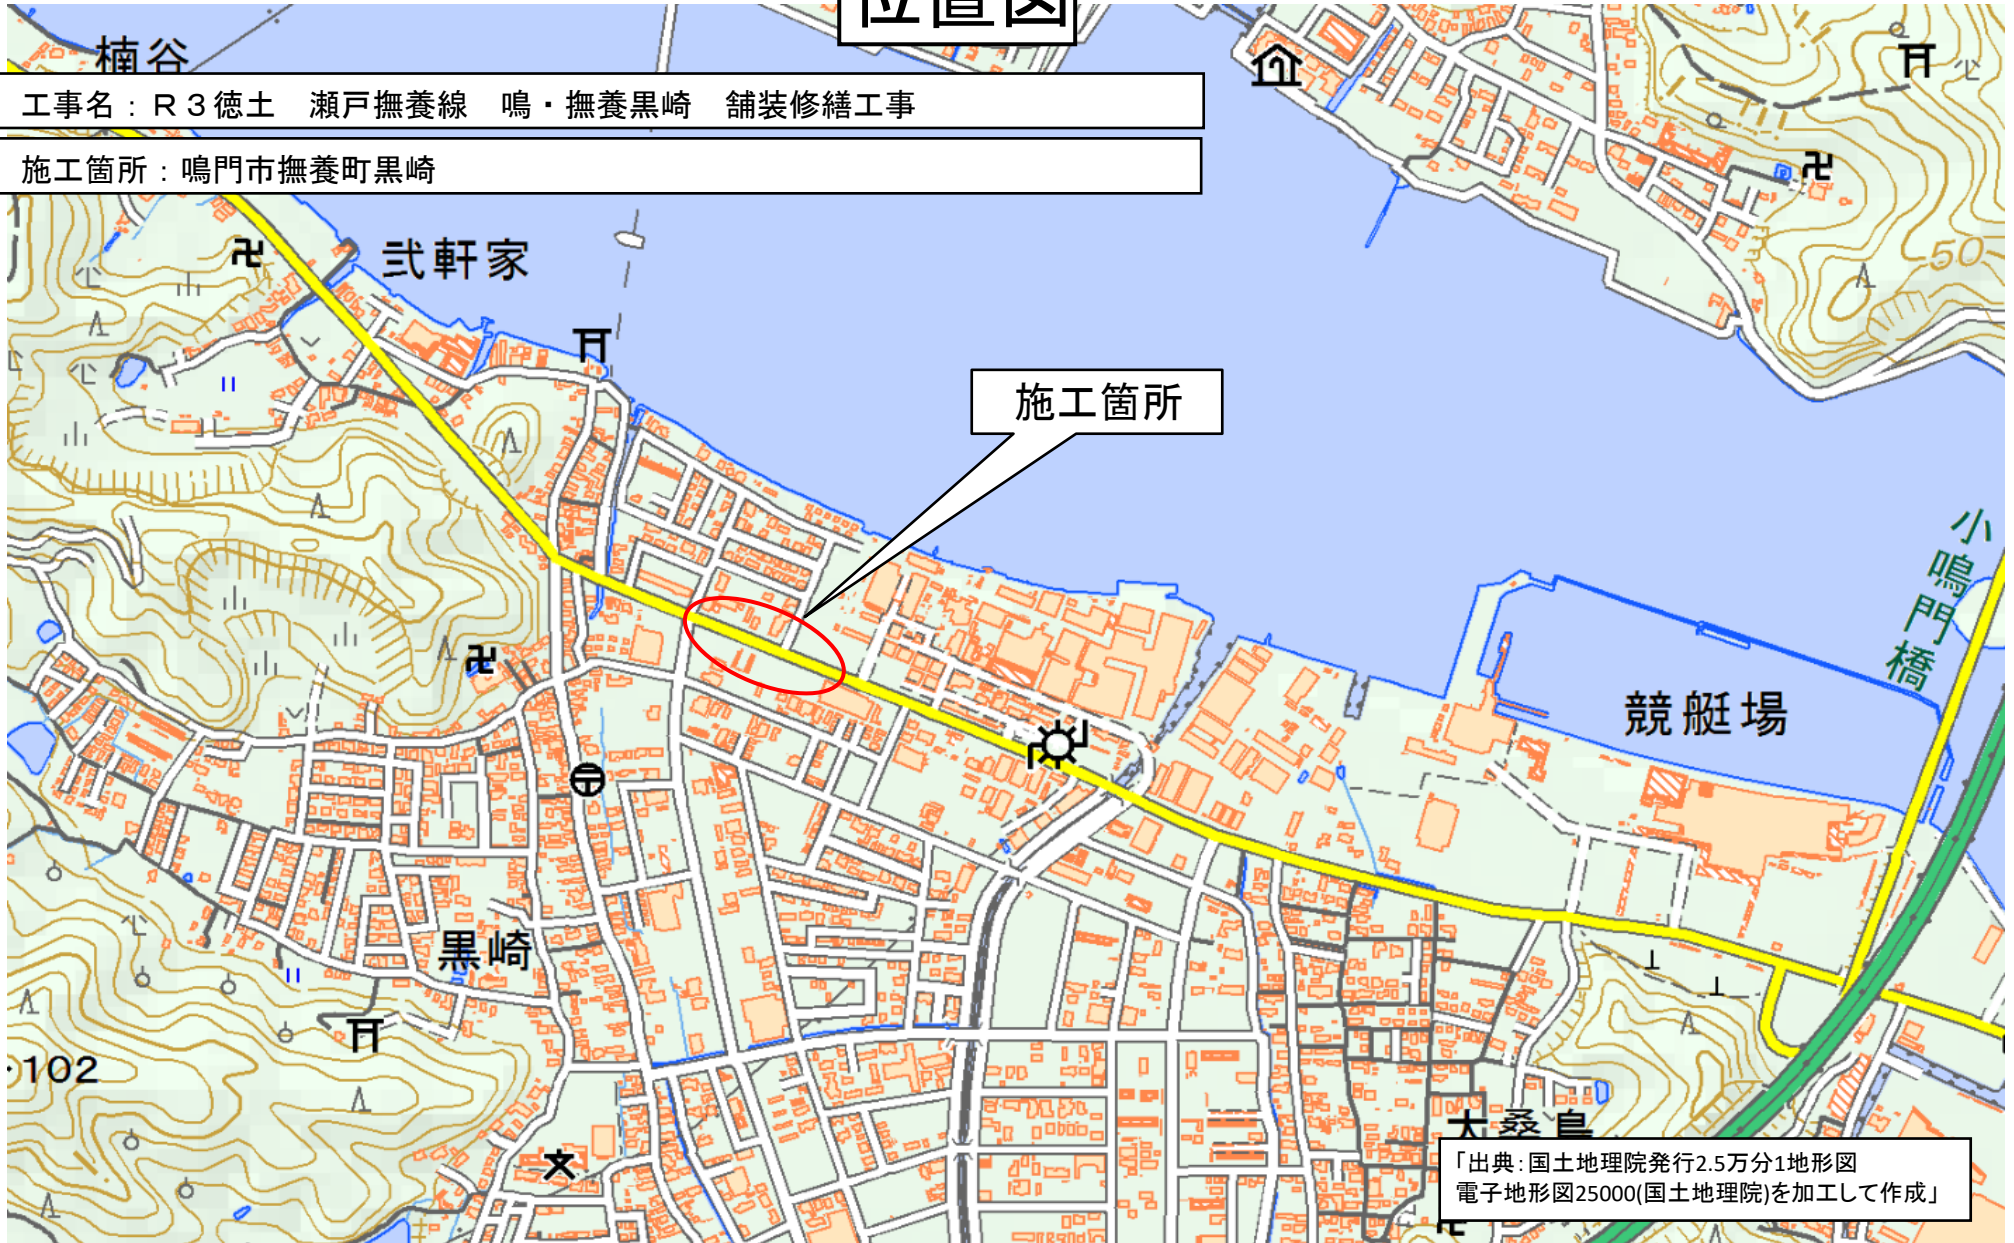 位置図
楠谷
工事名：Ｒ３徳土　瀬戸撫養線　鳴・撫養黒崎　舗装修繕工事
施工箇所：鳴門市撫養町黒崎
弐軒家
50
施工箇所
小鳴門橋
競艇場
黒崎
102
大桑島
「出典：国土地理院発行2.5万分1地形図
電子地形図25000(国土地理院)を加工して作成」